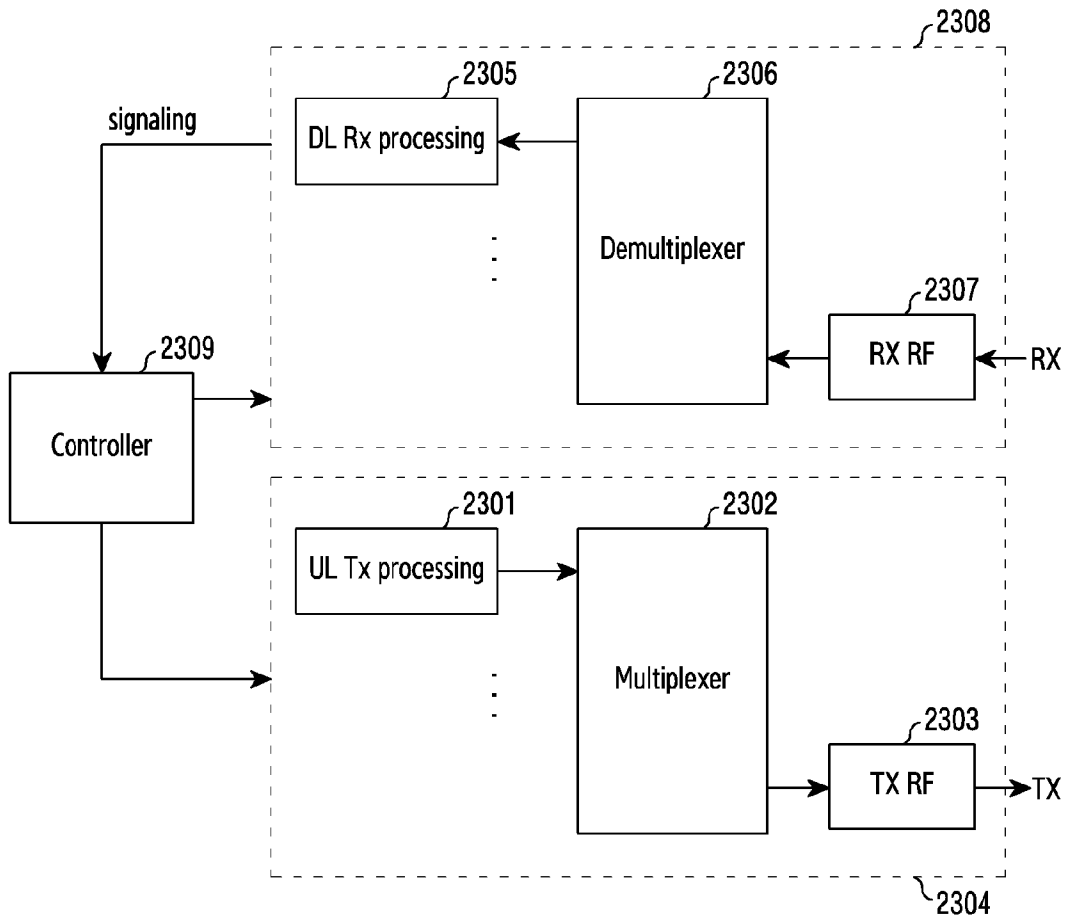 2308
2305
2306
signaling
DL Rx processing
Demultiplexer
2307
RX RF
RX
2309
Controller
2301
2302
UL Tx processing
Multiplexer
2303
TX RF
TX
2304